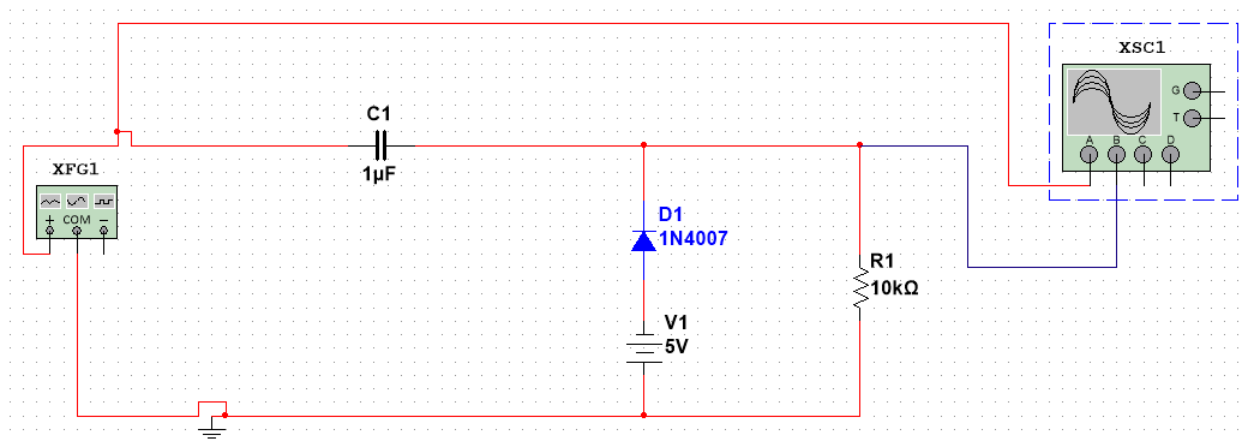 XSC1
G
T
A B C D
C1
1µF
XFG1
+ COM −
D1
1N4007
R1
10kΩ
V1
5V